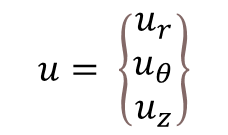 u = { u_r
u_θ
u_z }